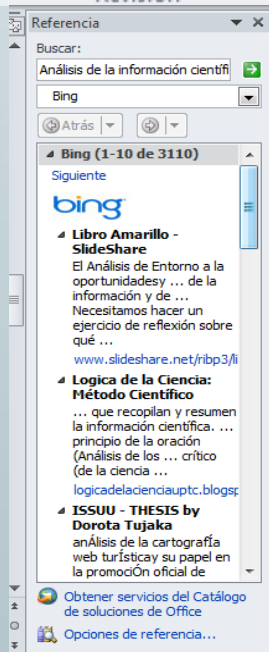 Referencia
Buscar:
Análisis de la información científi
Bing
Atrás
Bing (1-10 de 3110)
Siguiente
bing
Libro Amarillo -
SlideShare
El Análisis de Entorno a la
oportunidadesy ... de la
información y de ...
Necesitamos hacer un
ejercicio de reflexión sobre
qué ...
www.slideshare.net/ribp3/li
Logica de la Ciencia:
Método Científico
... que recopilan y resumen
la información científica. ...
principio de la oración
(Análisis de los ... crítico
(de la ciencia ...
logicadelacienciauptc.blogsp
ISSUU - THESIS by
Dorota Tujaka
anÁlisis de la cartografÍa
web turÍsticay su papel en
la promociÓn oficial de
Obtener servicios del Catálogo
de soluciones de Office
Opciones de referencia...